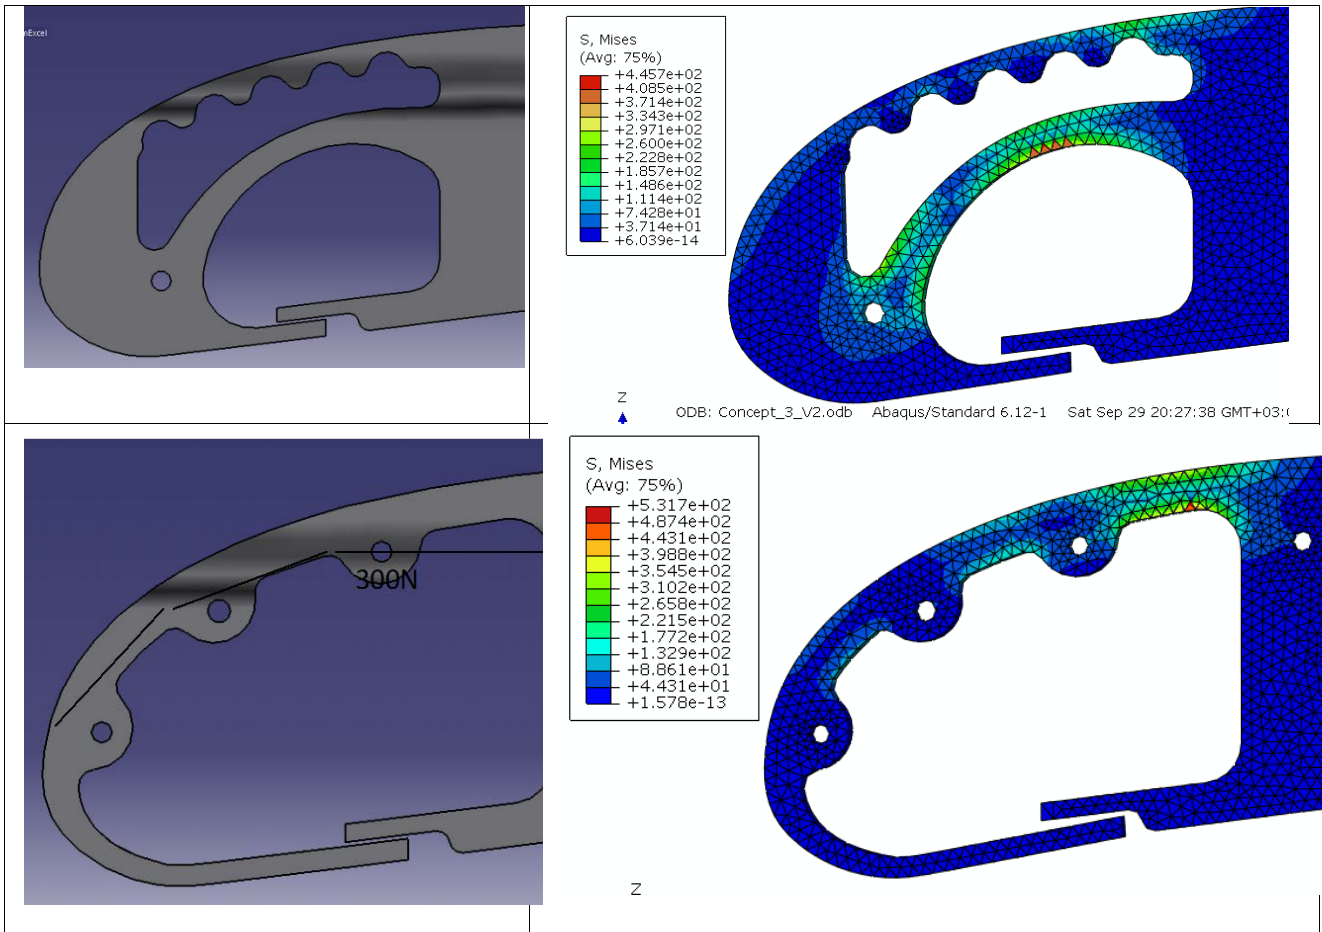 nExcel
S, Mises
(Avg: 75%)
+4.457e+02
+4.085e+02
+3.714e+02
+3.343e+02
+2.971e+02
+2.600e+02
+2.228e+02
+1.857e+02
+1.486e+02
+1.114e+02
+7.428e+01
+3.714e+01
+6.039e-14
Z
ODB: Concept_3_V2.odb Abaqus/Standard 6.12-1 Sat Sep 29 20:27:38 GMT+03:0
300N
S, Mises
(Avg: 75%)
+5.317e+02
+4.874e+02
+4.431e+02
+3.988e+02
+3.545e+02
+3.102e+02
+2.658e+02
+2.215e+02
+1.772e+02
+1.329e+02
+8.861e+01
+4.431e+01
+1.578e-13
Z